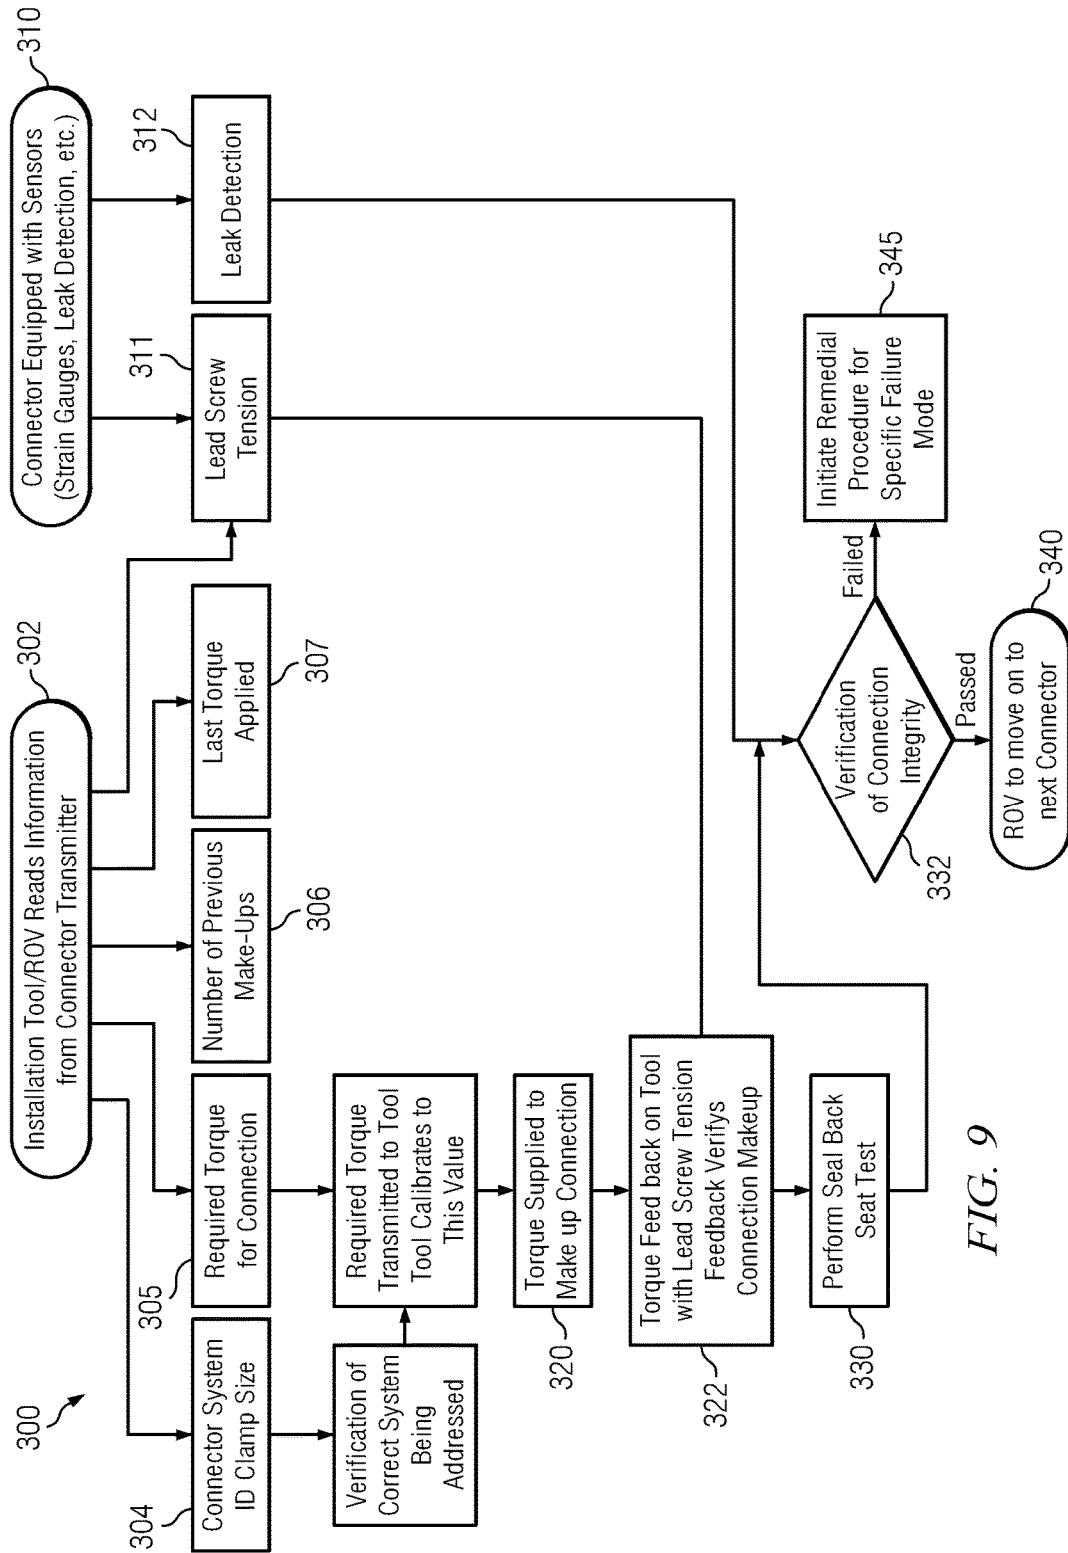 300
Installation Tool/ROV Reads Information
from Connector Transmitter
302
Connector Equipped with Sensors
(Strain Gauges, Leak Detection, etc.)
310
304
Connector System
ID Clamp Size
305
Required Torque
for Connection
Number of Previous
Make-Ups
306
Last Torque
Applied
307
Lead Screw
Tension
311
Leak Detection
312
Verification of
Correct System
Being
Addressed
Required Torque
Transmitted to Tool
Tool Calibrates to
This Value
320
Torque Supplied to
Make up Connection
322
Torque Feed back on Tool
with Lead Screw Tension
Feedback Verifys
Connection Makeup
330
Perform Seal Back
Seat Test
332
Verification
of Connection
Integrity
Failed
Initiate Remedial
Procedure for
Specific Failure
Mode
345
Passed
ROV to move on to
next Connector
340
FIG. 9